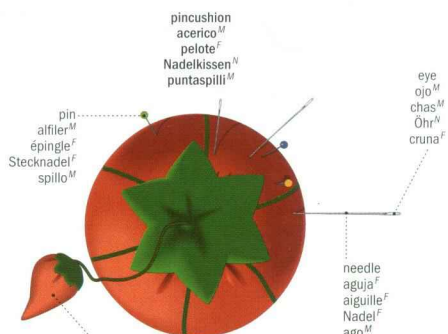 pincushion
acerico M
pelote F
Nadelkissen N
puntaspilli M
eye
ojo M
chas M
Öhr N
cruna F
pin
alfiler M
épingle F
Stecknadel F
spillo M
needle
aguja F
aiguille F
Nadel F
ago M